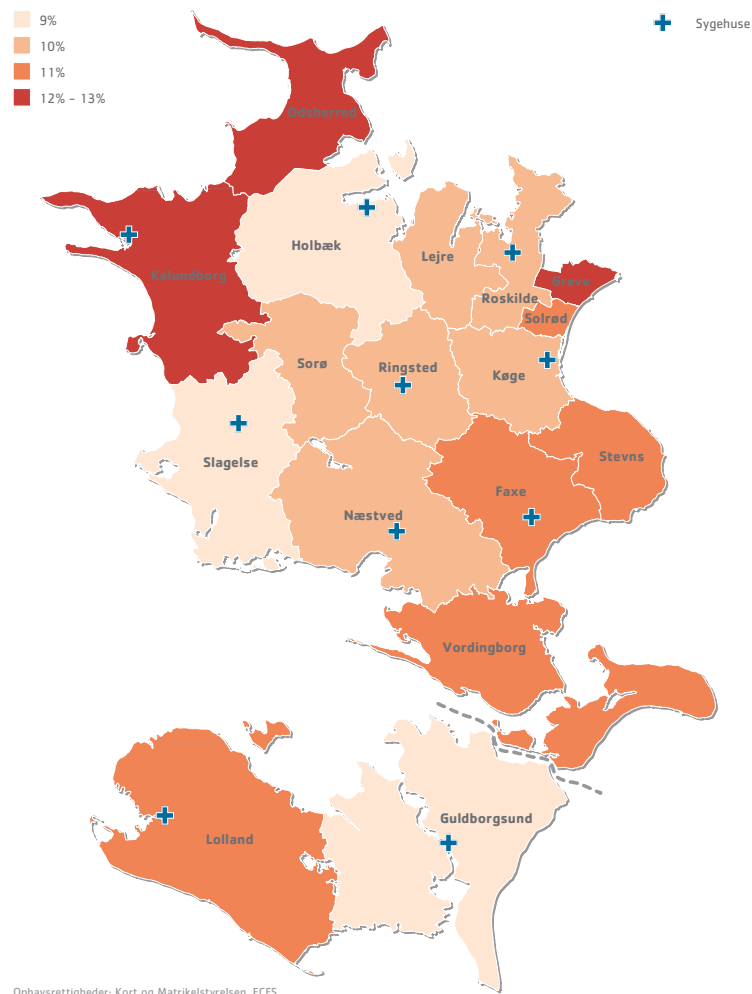 9%
Sygehuse
10%
11%
12% - 13%
Odsherred
Holbæk
Lejre
Kalundborg
Greve
Roskilde
Solrød
Sorø
Ringsted
Køge
Slagelse
Stevns
Faxe
Næstved
Vordingborg
Guldborgsund
Lolland
Ophavsrettigheder: Kort og Matrikelstyrelsen, FCFS